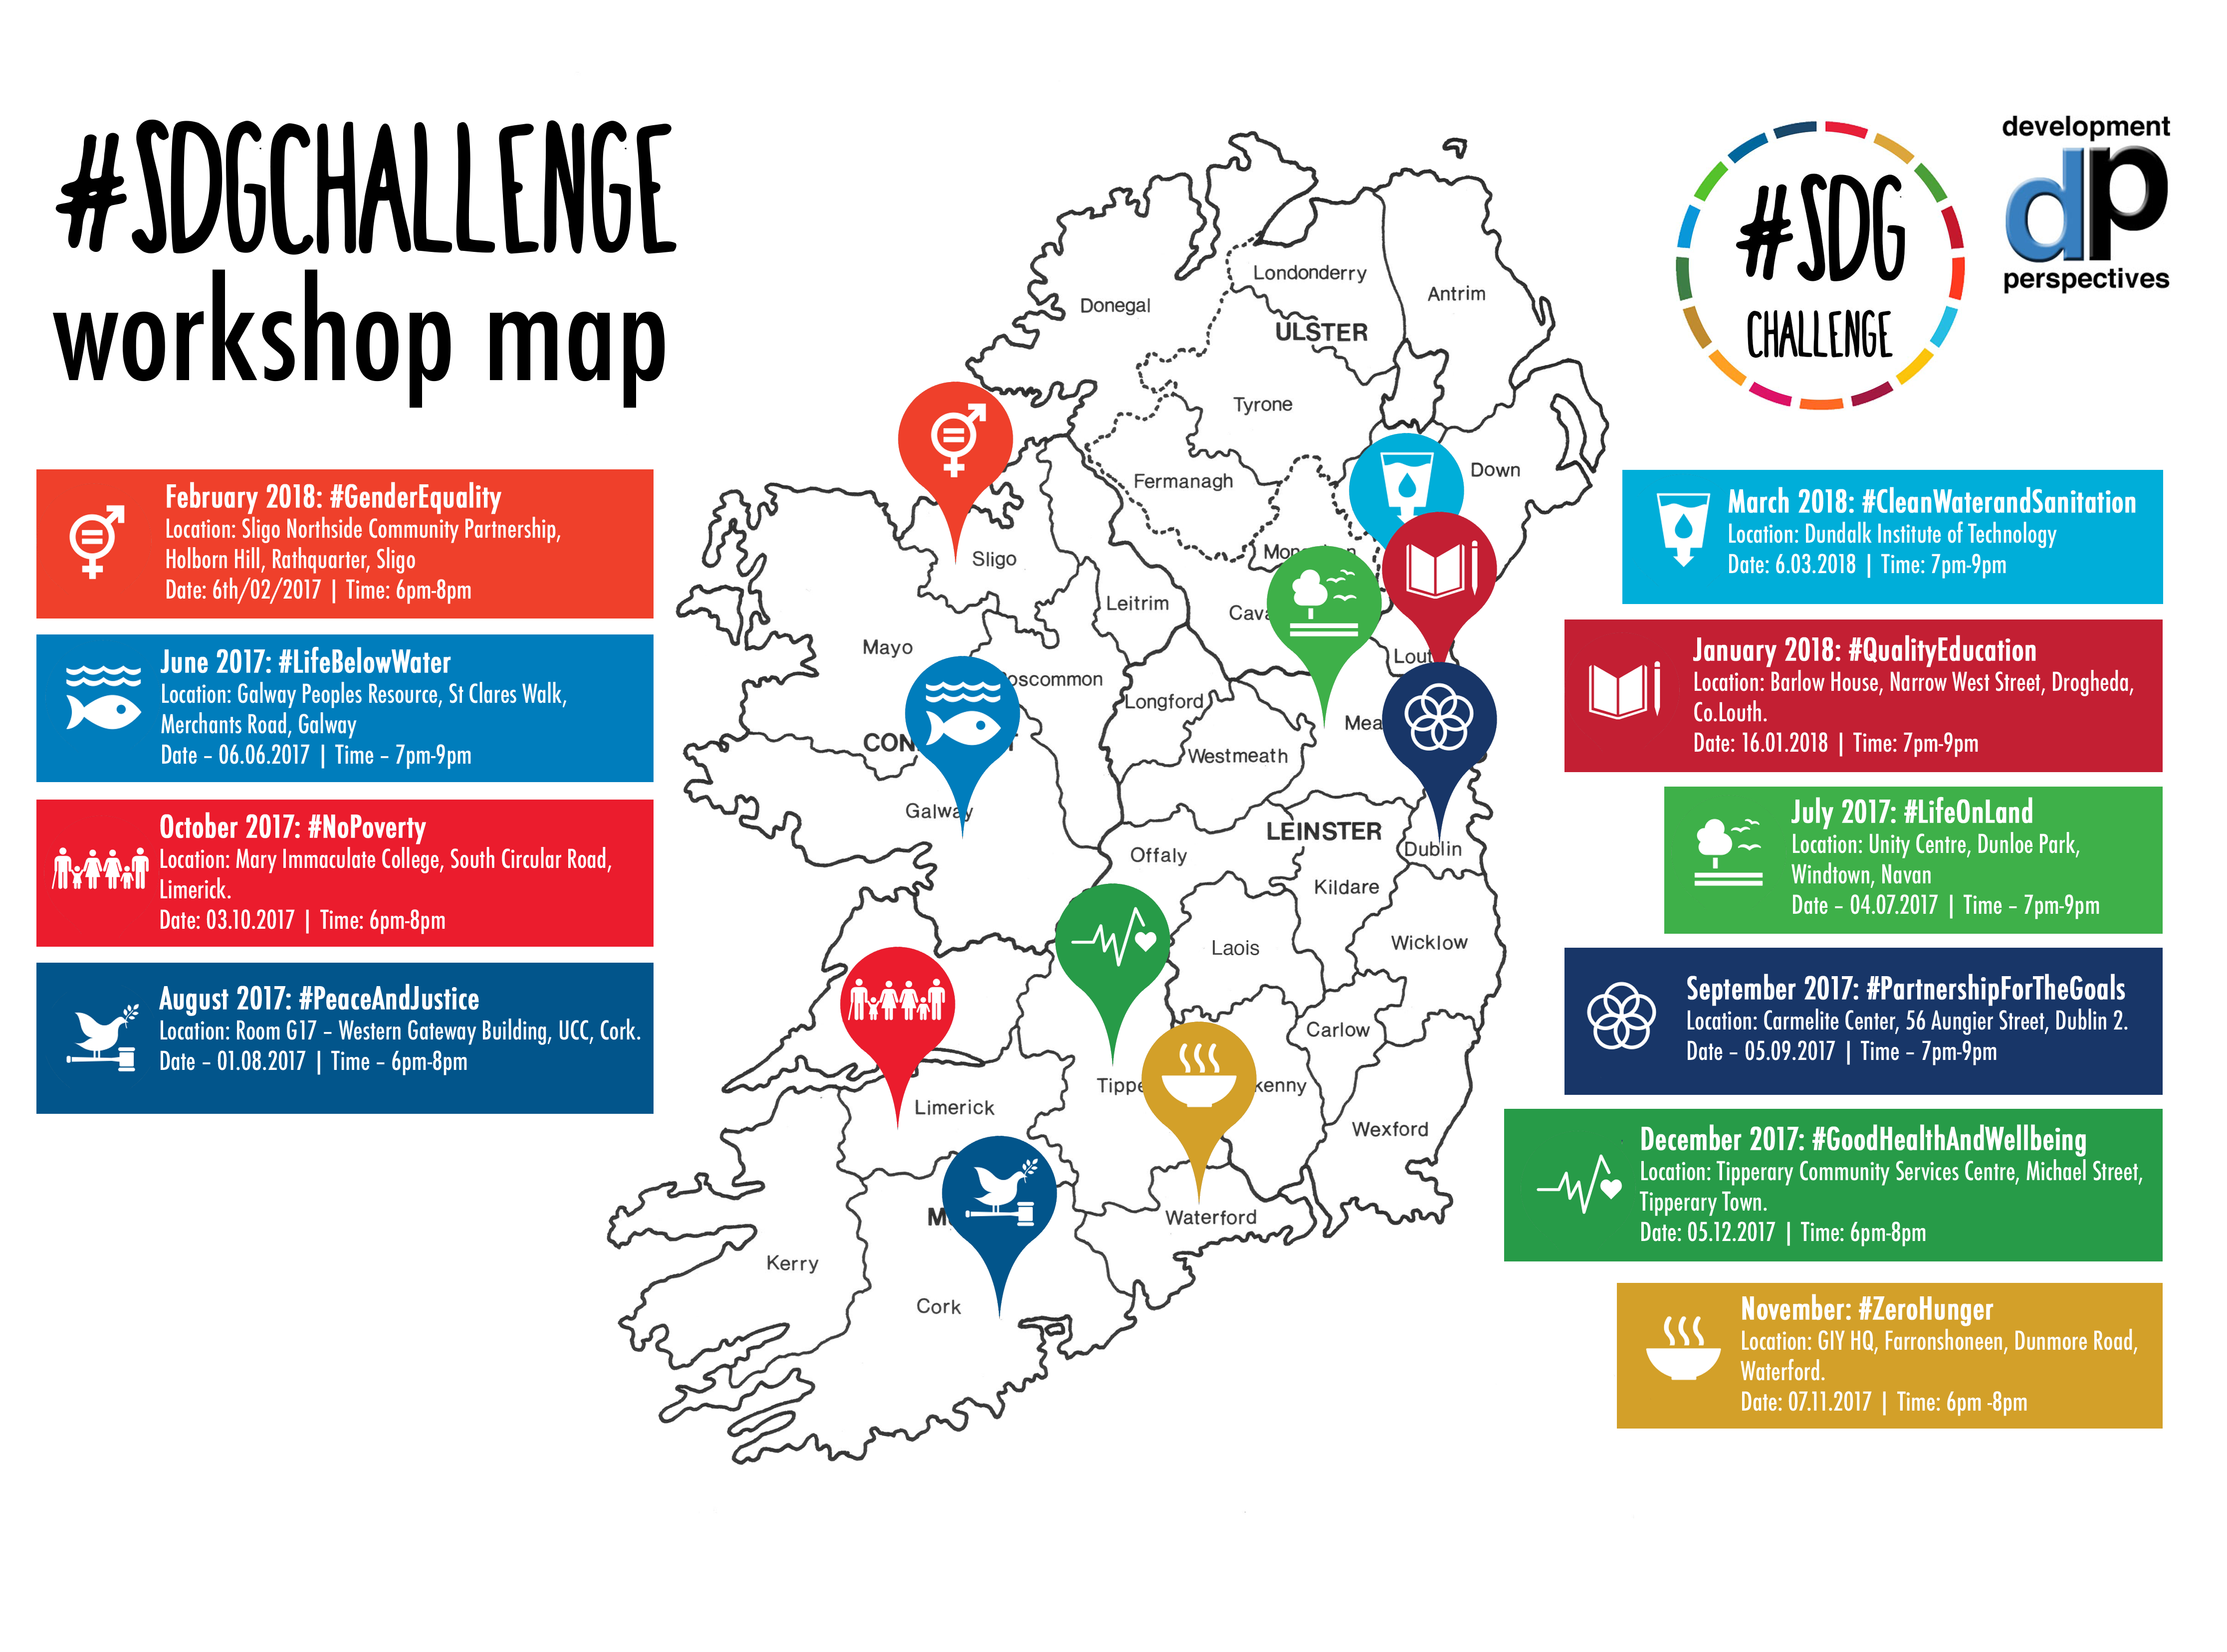 #SDGCHALLENGE
workshop map
February 2018: #GenderEquality
Location: Sligo Northside Community Partnership,
Holborn Hill, Rathquarter, Sligo
Date: 6th/02/2017 | Time: 6pm-8pm
June 2017: #LifeBelowWater
Location: Galway Peoples Resource, St Clares Walk,
Merchants Road, Galway
Date – 06.06.2017 | Time – 7pm-9pm
October 2017: #NoPoverty
Location: Mary Immaculate College, South Circular Road,
Limerick.
Date: 03.10.2017 | Time: 6pm-8pm
August 2017: #PeaceAndJustice
Location: Room G17 – Western Gateway Building, UCC, Cork.
Date – 01.08.2017 | Time – 6pm-8pm
Donegal
Londonderry
Antrim
ULSTER
Tyrone
Fermanagh
Down
Sligo
Leitrim
Mayo
Longford
Westmeath
Galway
LEINSTER
Offaly
Dublin
Kildare
Laois
Wicklow
Carlow
Limerick
Wexford
Waterford
Kerry
Cork
#SDG
CHALLENGE
development
dp
perspectives
March 2018: #CleanWaterandSanitation
Location: Dundalk Institute of Technology
Date: 6.03.2018 | Time: 7pm-9pm
January 2018: #QualityEducation
Location: Barlow House, Narrow West Street, Drogheda,
Co.Louth.
Date: 16.01.2018 | Time: 7pm-9pm
July 2017: #LifeOnLand
Location: Unity Centre, Dunloe Park,
Windtown, Navan
Date – 04.07.2017 | Time – 7pm-9pm
September 2017: #PartnershipForTheGoals
Location: Carmelite Center, 56 Aungier Street, Dublin 2.
Date – 05.09.2017 | Time – 7pm-9pm
December 2017: #GoodHealthAndWellbeing
Location: Tipperary Community Services Centre, Michael Street,
Tipperary Town.
Date: 05.12.2017 | Time: 6pm-8pm
November: #ZeroHunger
Location: GIY HQ, Farronshoneen, Dunmore Road,
Waterford.
Date: 07.11.2017 | Time: 6pm -8pm